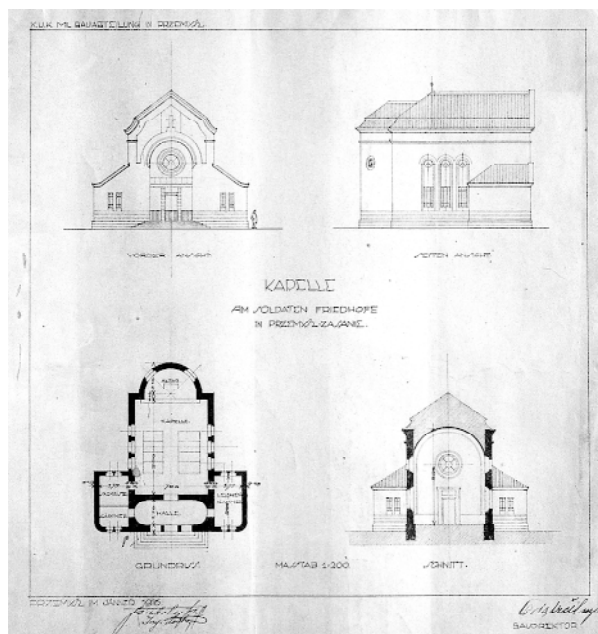 K.U.K. MIL BAUABTEILUNG IN PRZEMYŚL.
VORDER ANSICHT.
SEITEN ANSICHT.
KAPELLE
AM SOLDATEN FRIEDHOFE
IN PRZEMYŚL-ZASANIE.
KAPELLE.
HALLE
GRUNDRISS.
MASSTAB 1:200.
SCHNITT.
PRZEMYŚL IM JÄNNER
BAUDIREKTOR